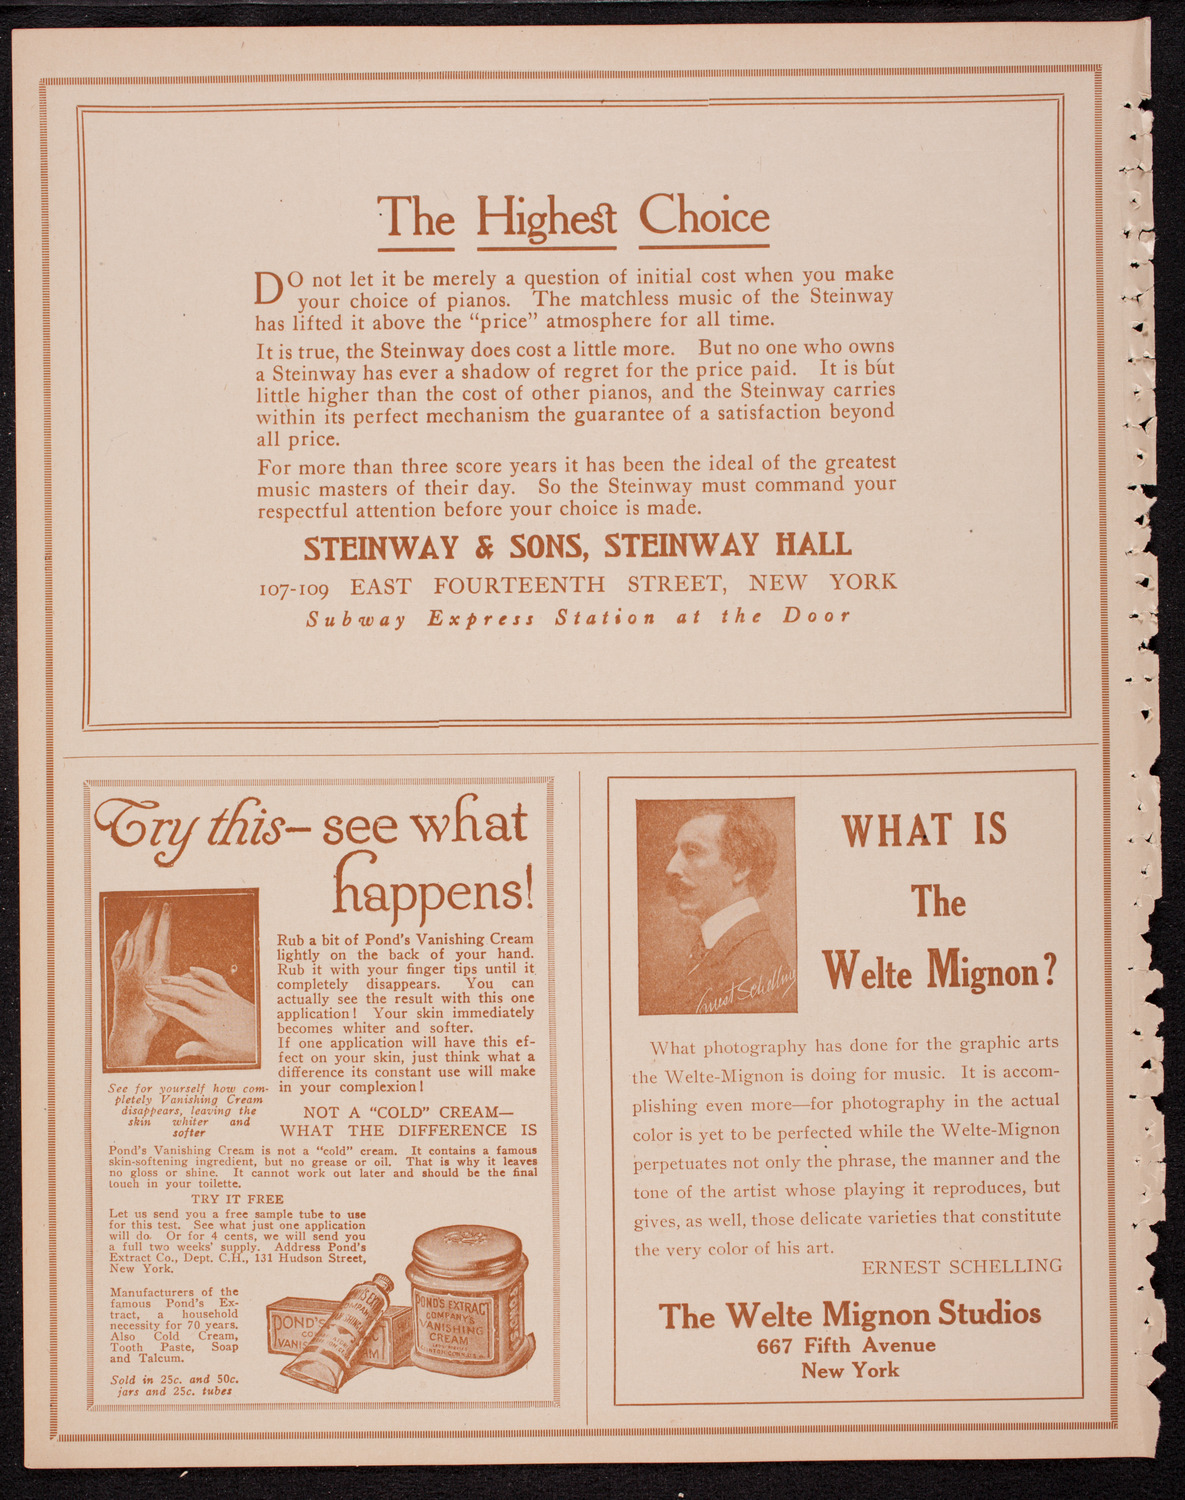 The Highest Choice
DO not let it be merely a question of initial cost when you make
your choice of pianos. The matchless music of the Steinway
has lifted it above the “price” atmosphere for all time.
It is true, the Steinway does cost a little more. But no one who owns
a Steinway has ever a shadow of regret for the price paid. It is but
little higher than the cost of other pianos, and the Steinway carries
within its perfect mechanism the guarantee of a satisfaction beyond
all price.
For more than three score years it has been the ideal of the greatest
music masters of their day. So the Steinway must command your
respectful attention before your choice is made.
STEINWAY & SONS, STEINWAY HALL
107-109 EAST FOURTEENTH STREET, NEW YORK
Subway Express Station at the Door
Try this—see what
happens!
Rub a bit of Pond's Vanishing Cream
lightly on the back of your hand.
Rub it with your finger tips until it
completely disappears. You can
actually see the result with this one
application! Your skin immediately
becomes whiter and softer.
If one application will have this ef-
fect on your skin, just think what a
difference its constant use will make
in your complexion!
See for yourself how com-
pletely Vanishing Cream
disappears, leaving the
skin whiter and
softer
NOT A “COLD” CREAM—
WHAT THE DIFFERENCE IS
Pond's Vanishing Cream is not a “cold” cream. It contains a famous
skin-softening ingredient, but no grease or oil. That is why it leaves
no gloss or shine. It cannot work out later and should be the final
touch in your toilette.
TRY IT FREE
Let us send you a free sample tube to use
for this test. See what just one application
will do. Or for 4 cents, we will send you
a full two weeks' supply. Address Pond's
Extract Co., Dept. C.H., 131 Hudson Street,
New York.
Manufacturers of the
famous Pond's Ex-
tract, a household
necessity for 70 years.
Also Cold Cream,
Tooth Paste, Soap
and Talcum.
Sold in 25c. and 50c.
jars and 25c. tubes
POND'S
VANIS
AM
POND'S EXTRACT
COMPANY'S
VANISHING
CREAM
Ernest Schelling
WHAT IS
The
Welte Mignon?
What photography has done for the graphic arts
the Welte-Mignon is doing for music. It is accom-
plishing even more—for photography in the actual
color is yet to be perfected while the Welte-Mignon
perpetuates not only the phrase, the manner and the
tone of the artist whose playing it reproduces, but
gives, as well, those delicate varieties that constitute
the very color of his art.
ERNEST SCHELLING
The Welte Mignon Studios
667 Fifth Avenue
New York